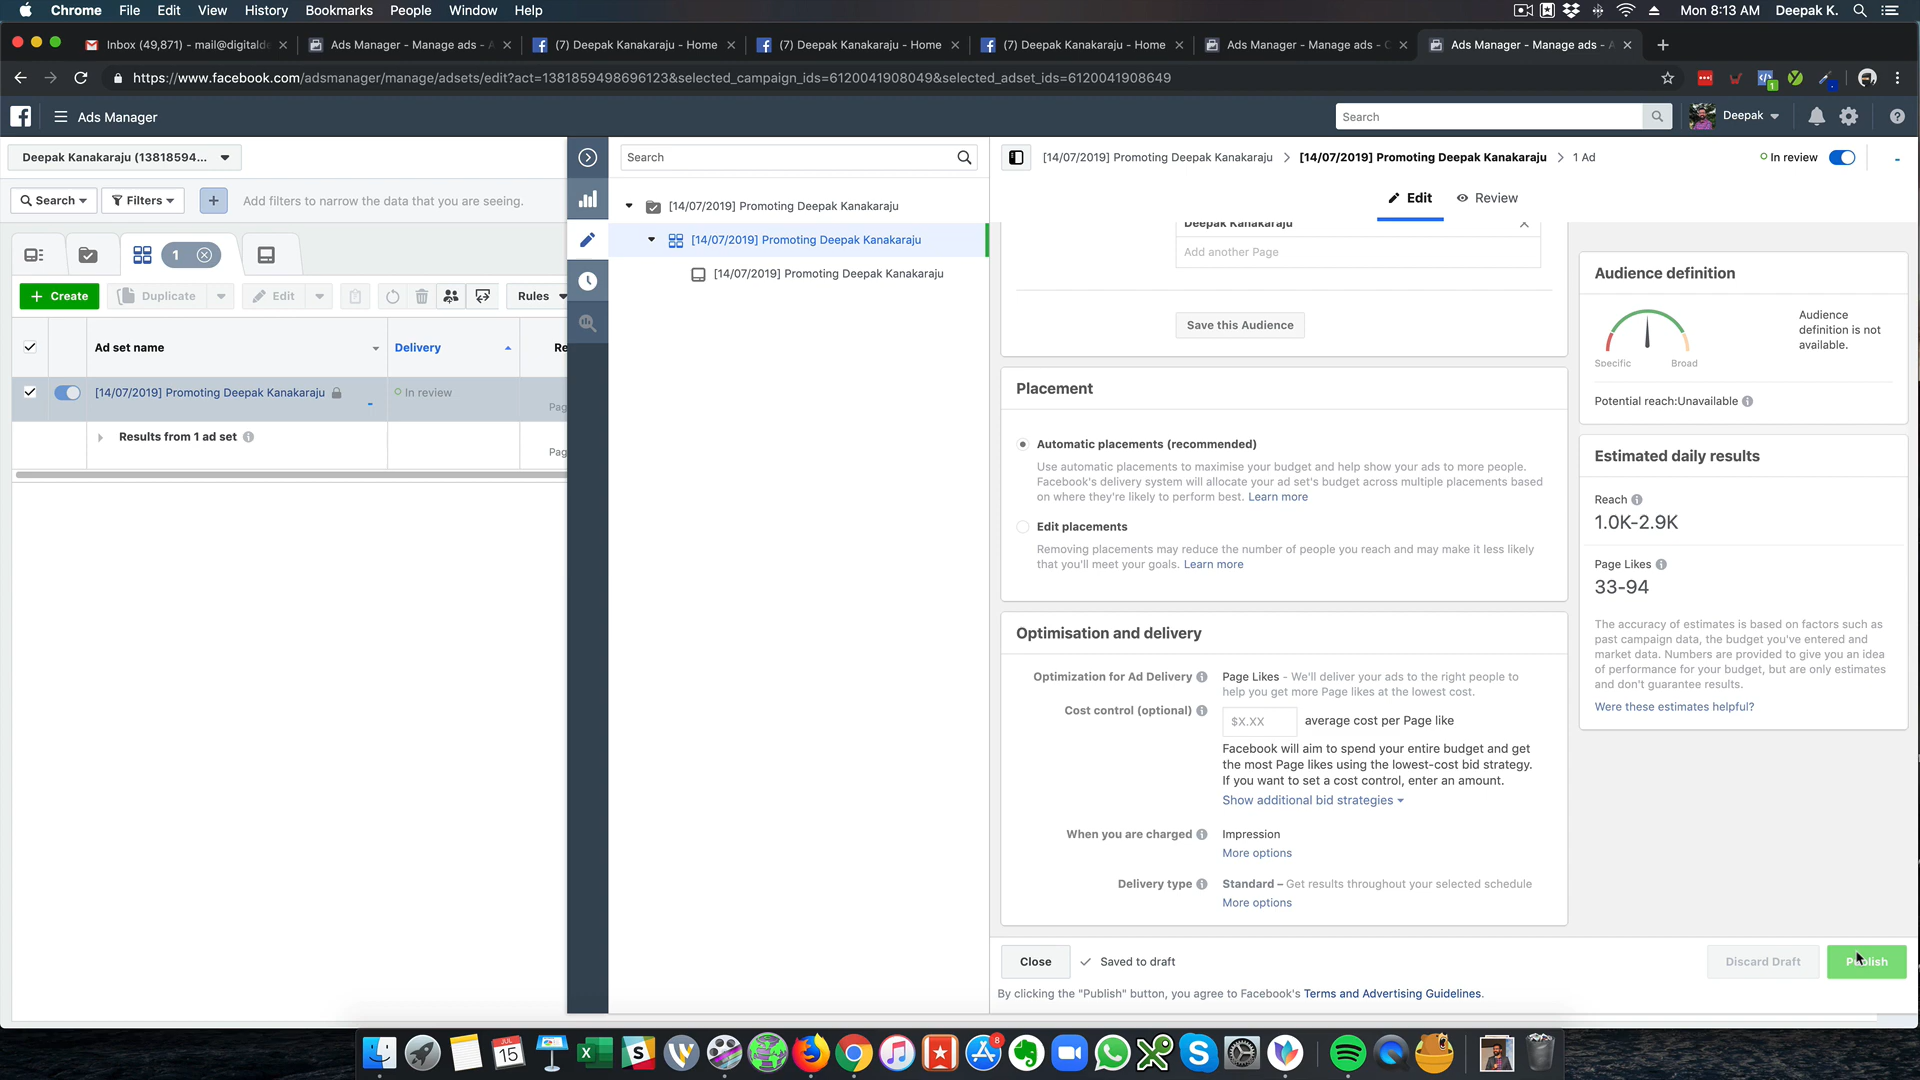 Chrome File Edit View History Bookmarks People Window Help Mon 8:13 AM Deepak K.
Inbox (49,871) - mail@digitalde Ads Manager - Manage ads - A (7) Deepak Kanakaraju - Home (7) Deepak Kanakaraju - Home (7) Deepak Kanakaraju - Home Ads Manager - Manage ads - C Ads Manager - Manage ads - A
https://www.facebook.com/adsmanager/manage/adsets/edit?act=1381859498696123&selected_campaign_ids=6120041908049&selected_adset_ids=6120041908649
Ads Manager Search Deepak
Deepak Kanakaraju (13818594... Search [14/07/2019] Promoting Deepak Kanakaraju [14/07/2019] Promoting Deepak Kanakaraju 1 Ad In review
Search Filters Add filters to narrow the data that you are seeing.
[14/07/2019] Promoting Deepak Kanakaraju
[14/07/2019] Promoting Deepak Kanakaraju
[14/07/2019] Promoting Deepak Kanakaraju
1
Create Duplicate Edit Rules
Ad set name Delivery Re
[14/07/2019] Promoting Deepak Kanakaraju In review
Pag
Results from 1 ad set
Pag
Edit Review
Deepak Kanakaraju
Add another Page
Save this Audience
Placement
Automatic placements (recommended)
Use automatic placements to maximise your budget and help show your ads to more people.
Facebook's delivery system will allocate your ad set's budget across multiple placements based
on where they're likely to perform best. Learn more
Edit placements
Removing placements may reduce the number of people you reach and may make it less likely
that you'll meet your goals. Learn more
Optimisation and delivery
Optimization for Ad Delivery Page Likes - We'll deliver your ads to the right people to
help you get more Page likes at the lowest cost.
Cost control (optional) $X.XX average cost per Page like
Facebook will aim to spend your entire budget and get
the most Page likes using the lowest-cost bid strategy.
If you want to set a cost control, enter an amount.
Show additional bid strategies
When you are charged Impression
More options
Delivery type Standard – Get results throughout your selected schedule
More options
Audience definition
Audience
definition is not
available.
Specific Broad
Potential reach:Unavailable
Estimated daily results
Reach
1.0K-2.9K
Page Likes
33-94
The accuracy of estimates is based on factors such as
past campaign data, the budget you've entered and
market data. Numbers are provided to give you an idea
of performance for your budget, but are only estimates
and don't guarantee results.
Were these estimates helpful?
Close Saved to draft Discard Draft Publish
By clicking the "Publish" button, you agree to Facebook's Terms and Advertising Guidelines.
JUL
15
8